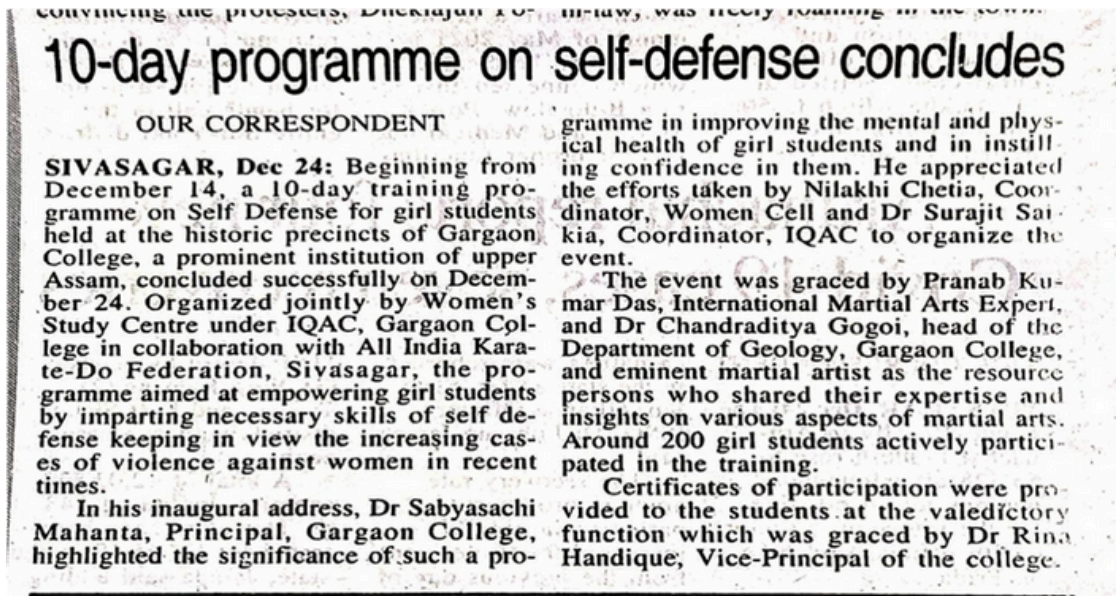 convincing the protesters,
in-law, was freely roaming in the town.
10-day programme on self-defense concludes
OUR CORRESPONDENT
SIVASAGAR, Dec 24: Beginning from
December 14, a 10-day training pro-
gramme on Self Defense for girl students
held at the historic precincts of Gargaon
College, a prominent institution of upper
Assam, concluded successfully on Decem-
ber 24. Organized jointly by Women's
Study Centre under IQAC, Gargaon Col-
lege in collaboration with All India Kara-
te-Do Federation, Sivasagar, the pro-
gramme aimed at empowering girl students
by imparting necessary skills of self de-
fense keeping in view the increasing cas-
es of violence against women in recent
times.
In his inaugural address, Dr Sabyasachi
Mahanta, Principal, Gargaon College,
highlighted the significance of such a pro-
gramme in improving the mental and phys-
ical health of girl students and in instill-
ing confidence in them. He appreciated
the efforts taken by Nilakhi Chetia, Coor-
dinator, Women Cell and Dr Surajit Sai-
kia, Coordinator, IQAC to organize the
event.
The event was graced by Pranab Ku-
mar Das, International Martial Arts Expert,
and Dr Chandraditya Gogoi, head of the
Department of Geology, Gargaon College,
and eminent martial artist as the resource
persons who shared their expertise and
insights on various aspects of martial arts.
Around 200 girl students actively partici-
pated in the training.
Certificates of participation were pro-
vided to the students at the valedictory
function which was graced by Dr Rina
Handique, Vice-Principal of the college.